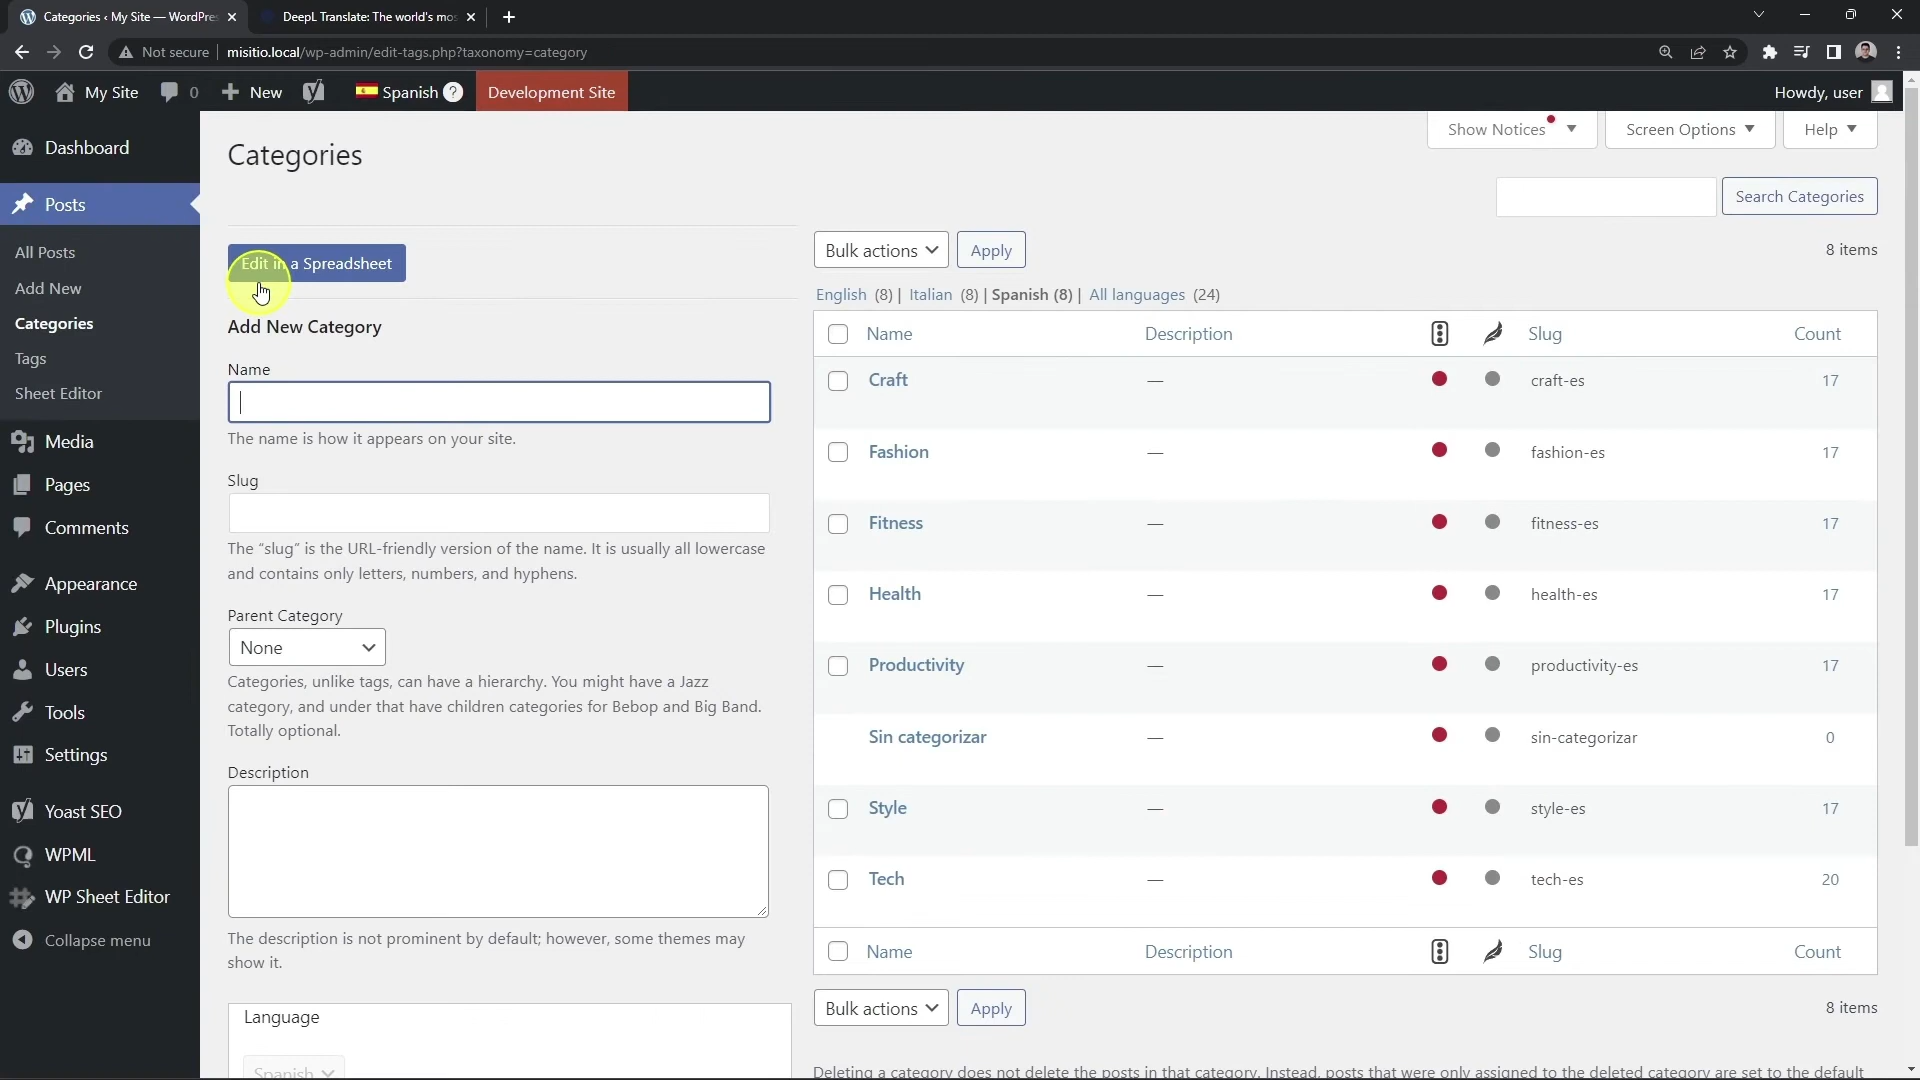 Categories ‹ My Site — WordPre
DeepL Translate: The world's mos
Not secure
misitio.local/wp-admin/edit-tags.php?taxonomy=category
My Site
0
New
Spanish
Development Site
Howdy, user
Dashboard
Posts
All Posts
Add New
Categories
Tags
Sheet Editor
Media
Pages
Comments
Appearance
Plugins
Users
Tools
Settings
Yoast SEO
WPML
WP Sheet Editor
Collapse menu
Categories
Show Notices
Screen Options
Help
Search Categories
Edit in a Spreadsheet
Add New Category
Name
The name is how it appears on your site.
Slug
The “slug” is the URL-friendly version of the name. It is usually all lowercase
and contains only letters, numbers, and hyphens.
Parent Category
None
Categories, unlike tags, can have a hierarchy. You might have a Jazz
category, and under that have children categories for Bebop and Big Band.
Totally optional.
Description
The description is not prominent by default; however, some themes may
show it.
Language
Spanish
Bulk actions Apply 8 items
English (8) | Italian (8) | Spanish (8) | All languages (24)
Name Description Slug Count
Craft — craft-es 17
Fashion — fashion-es 17
Fitness — fitness-es 17
Health — health-es 17
Productivity — productivity-es 17
Sin categorizar — sin-categorizar 0
Style — style-es 17
Tech — tech-es 20
Name Description Slug Count
Bulk actions Apply 8 items
Deleting a category does not delete the posts in that category. Instead, posts that were only assigned to the deleted category are set to the default